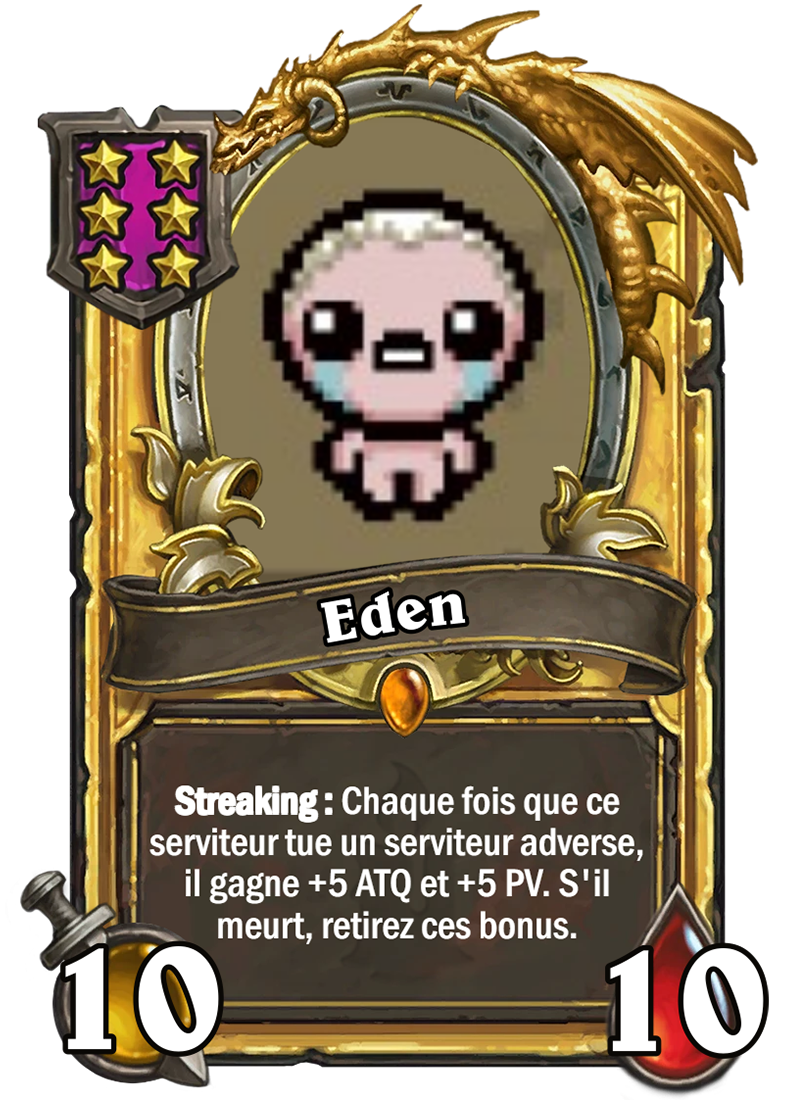 Eden
Streaking : Chaque fois que ce
serviteur tue un serviteur adverse,
il gagne +5 ATQ et +5 PV. S'il
meurt, retirez ces bonus.
10 10